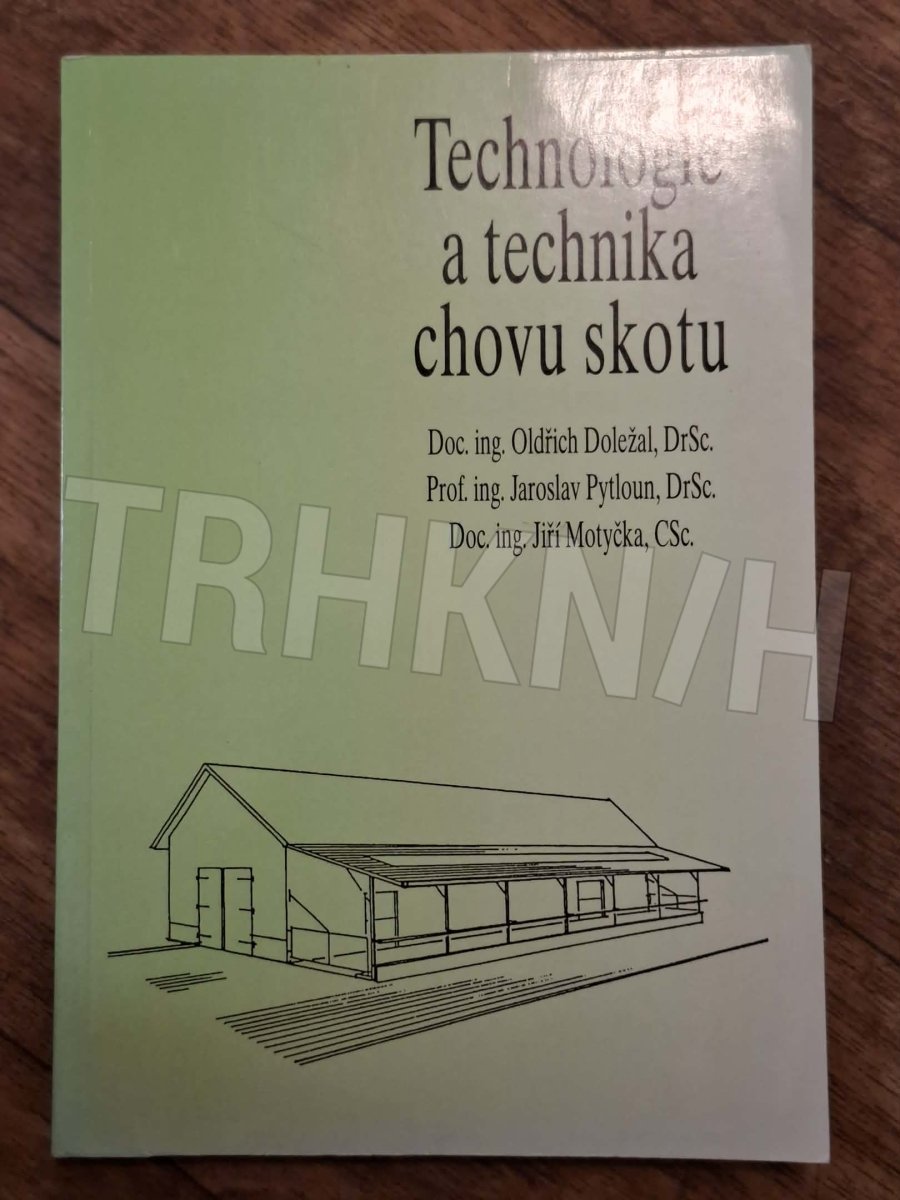 Technologie
a technika
chovu skotu
Doc. ing. Oldřich Doležal, DrSc.
Prof. ing. Jaroslav Pytloun, DrSc.
Doc. ing. Jiří Motyčka, CSc.
TRHKNIH